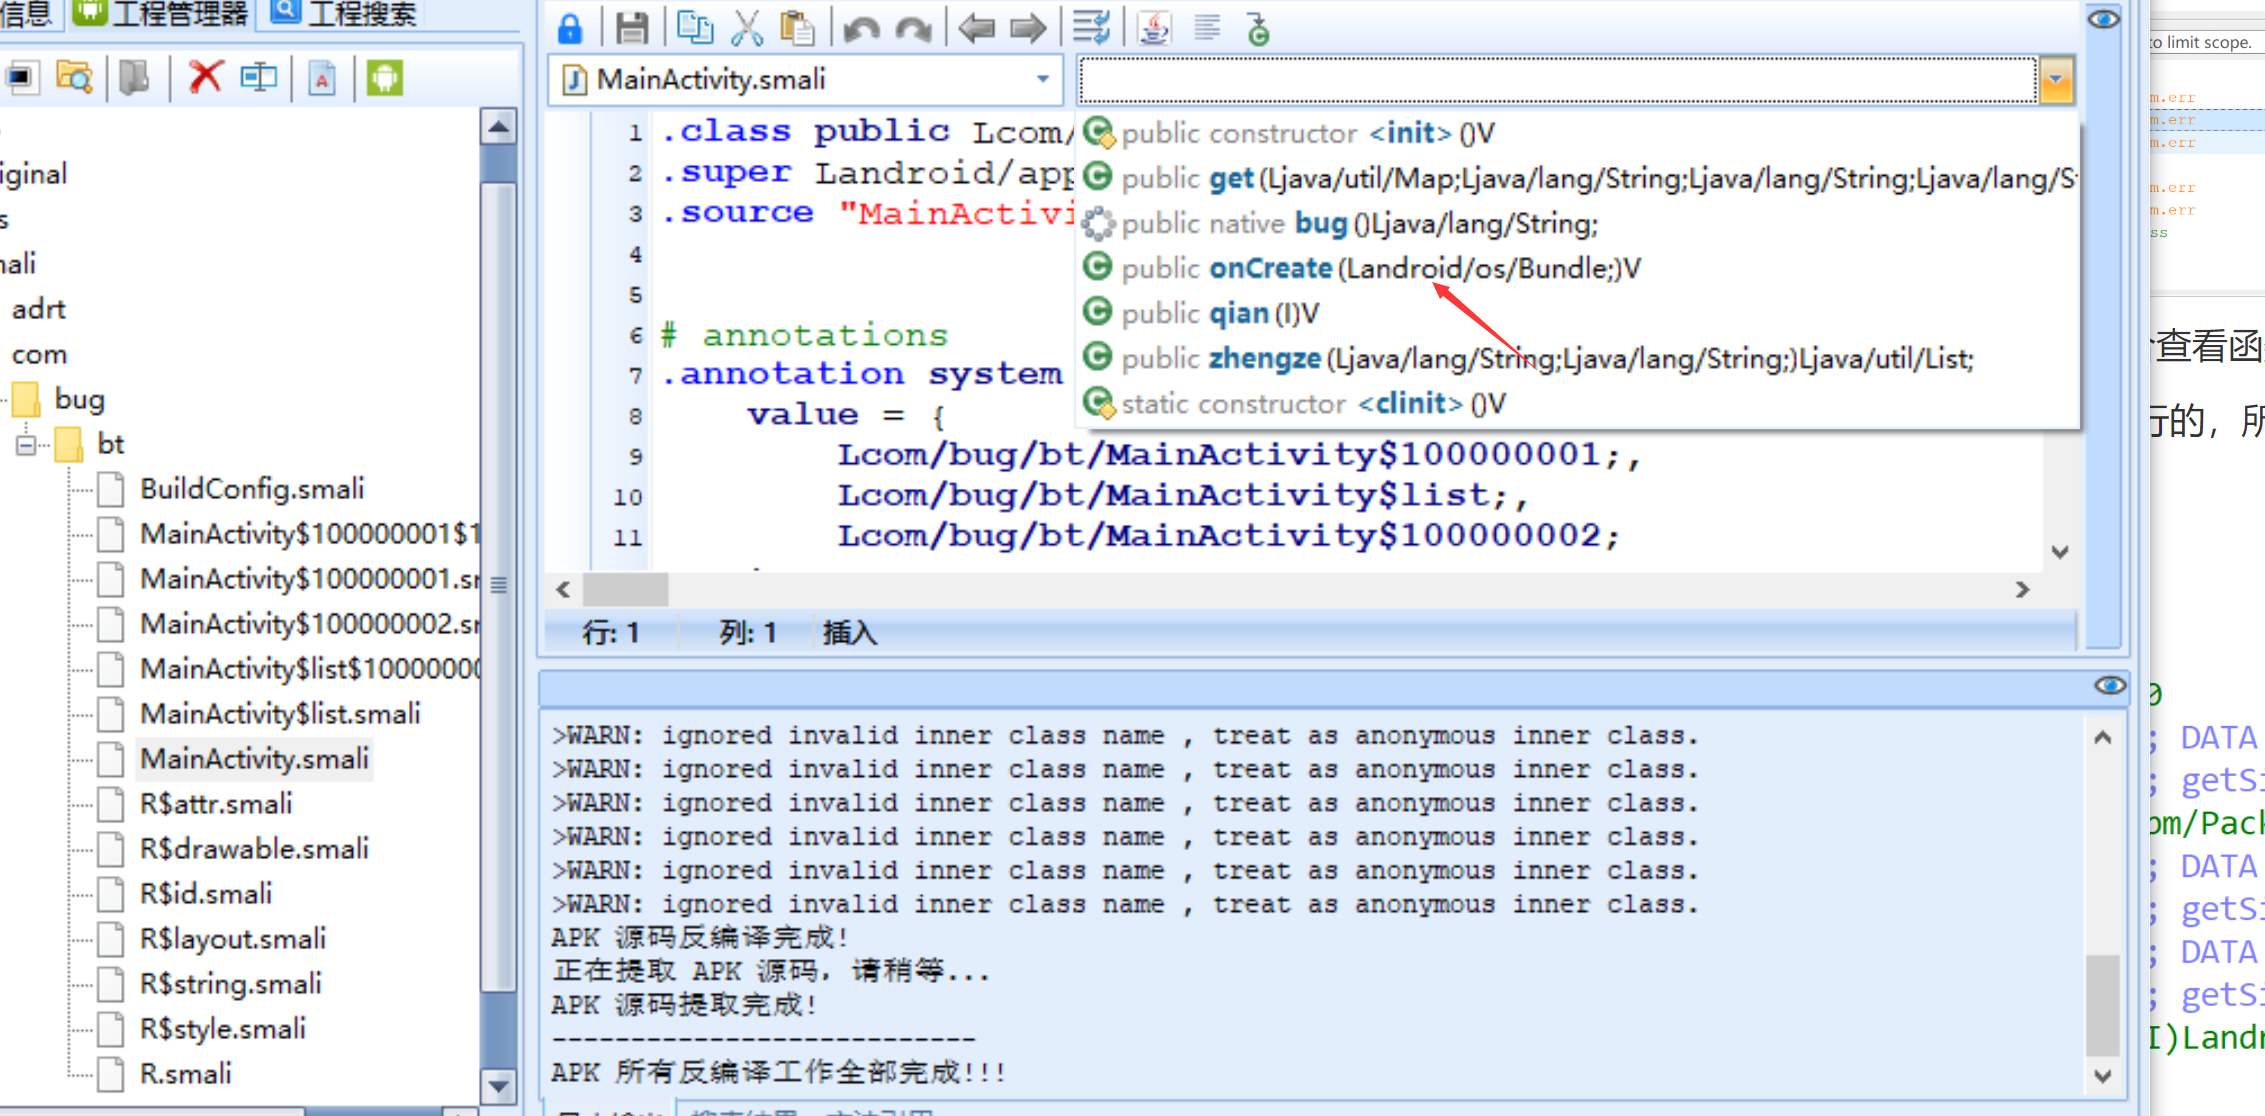 信息 工程管理器 工程搜索
iginal
s
ali
adrt
com
bug
bt
BuildConfig.smali
MainActivity$100000001$1
MainActivity$100000001.sm
MainActivity$100000002.sm
MainActivity$list$10000000
MainActivity$list.smali
MainActivity.smali
R$attr.smali
R$drawable.smali
R$id.smali
R$layout.smali
R$string.smali
R$style.smali
R.smali
MainActivity.smali
1 .class public Lcom/
2 .super Landroid/app
3 .source "MainActivi
4
5
6 # annotations
7 .annotation system
8 value = {
9 Lcom/bug/bt/MainActivity$100000001;,
10 Lcom/bug/bt/MainActivity$list;,
11 Lcom/bug/bt/MainActivity$100000002;
public constructor <init> ()V
public get (Ljava/util/Map;Ljava/lang/String;Ljava/lang/String;Ljava/lang/S
public native bug ()Ljava/lang/String;
public onCreate (Landroid/os/Bundle;)V
public qian (I)V
public zhengze (Ljava/lang/String;Ljava/lang/String;)Ljava/util/List;
static constructor <clinit> ()V
行: 1 列: 1 插入
>WARN: ignored invalid inner class name , treat as anonymous inner class.
>WARN: ignored invalid inner class name , treat as anonymous inner class.
>WARN: ignored invalid inner class name , treat as anonymous inner class.
>WARN: ignored invalid inner class name , treat as anonymous inner class.
>WARN: ignored invalid inner class name , treat as anonymous inner class.
>WARN: ignored invalid inner class name , treat as anonymous inner class.
APK 源码反编译完成!
正在提取 APK 源码, 请稍等...
APK 源码提取完成!
---------------------------
APK 所有反编译工作全部完成!!!
to limit scope.
m.err
m.err
m.err
m.err
m.err
ss
查看函
行的，所
0
; DATA
; getSi
om/Pack
; DATA
; getSi
; DATA
; getSi
I)Landr